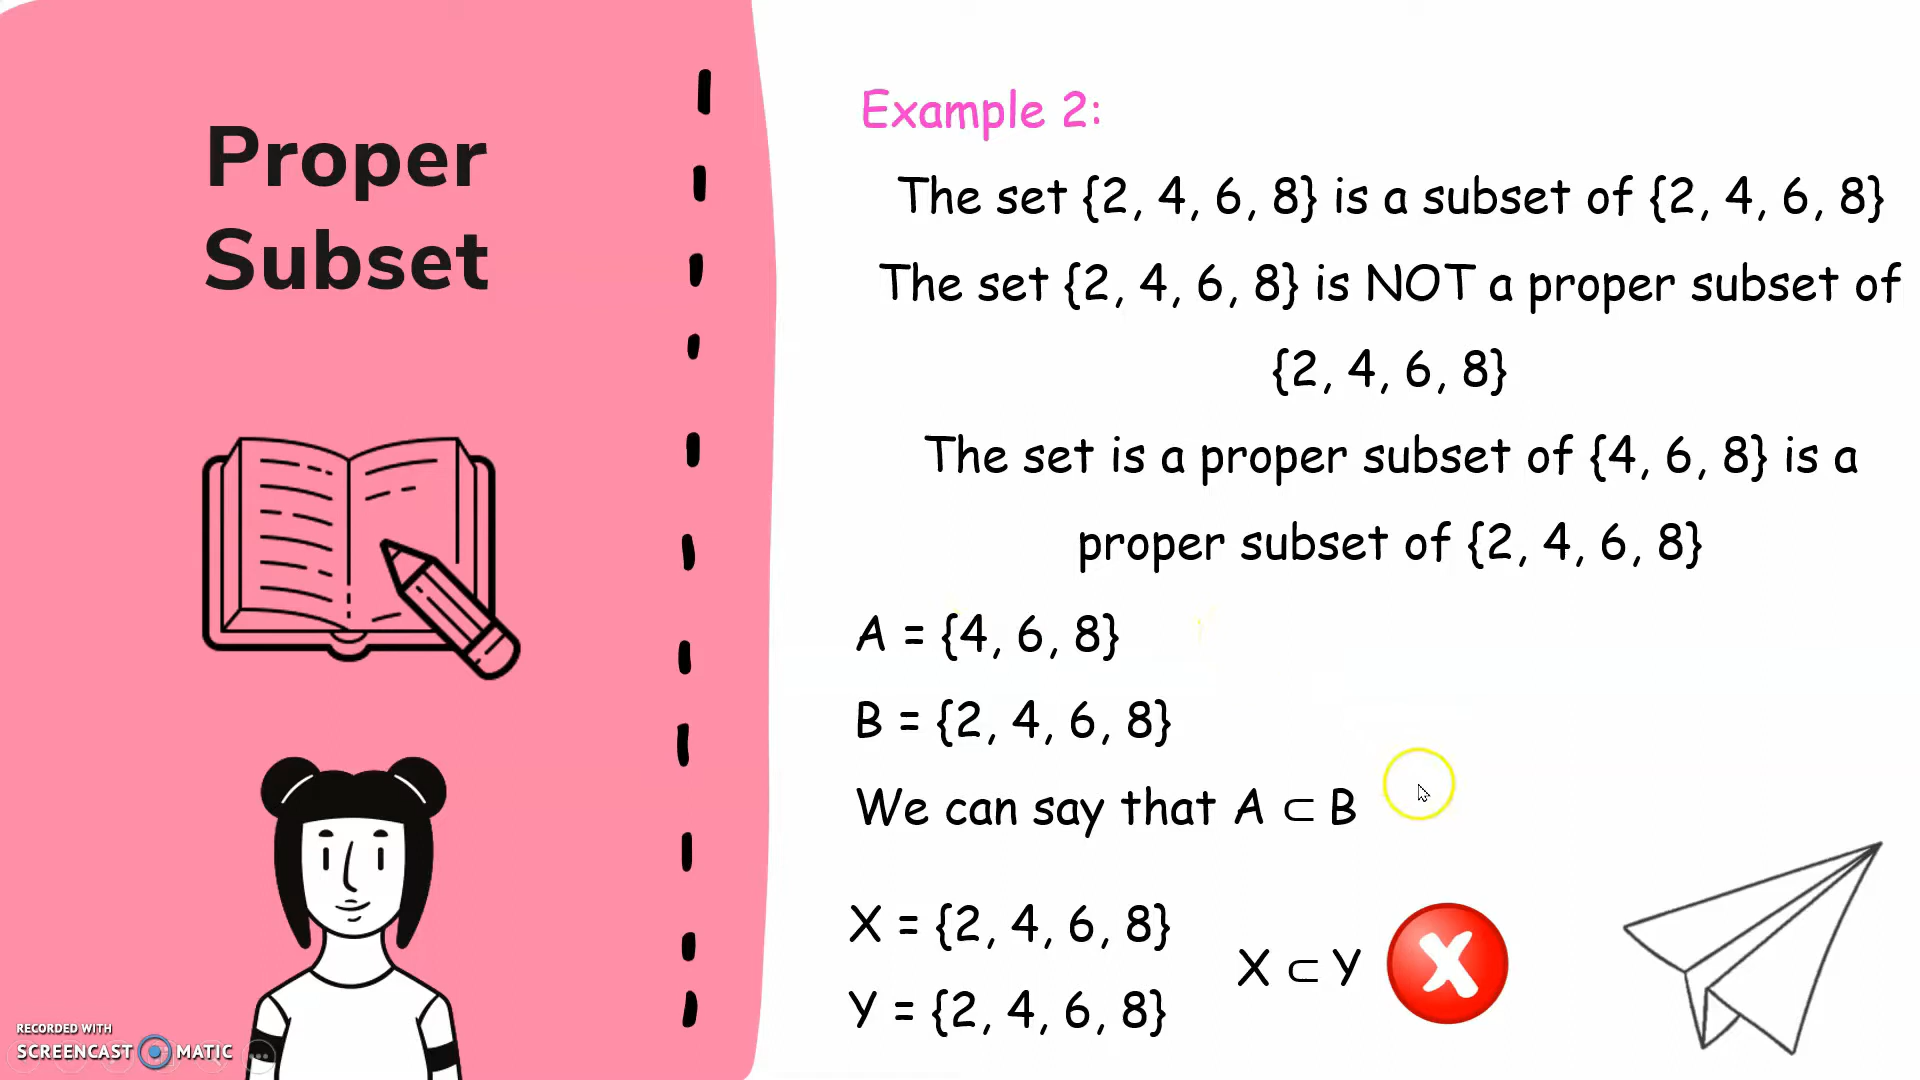 Proper
Subset
Example 2:
The set {2, 4, 6, 8} is a subset of {2, 4, 6, 8}
The set {2, 4, 6, 8} is NOT a proper subset of
{2, 4, 6, 8}
The set is a proper subset of {4, 6, 8} is a
proper subset of {2, 4, 6, 8}
A = {4, 6, 8}
B = {2, 4, 6, 8}
We can say that A ⊂ B
X = {2, 4, 6, 8}
X ⊂ Y X
Y = {2, 4, 6, 8}
RECORDED WITH
SCREENCAST MATIC